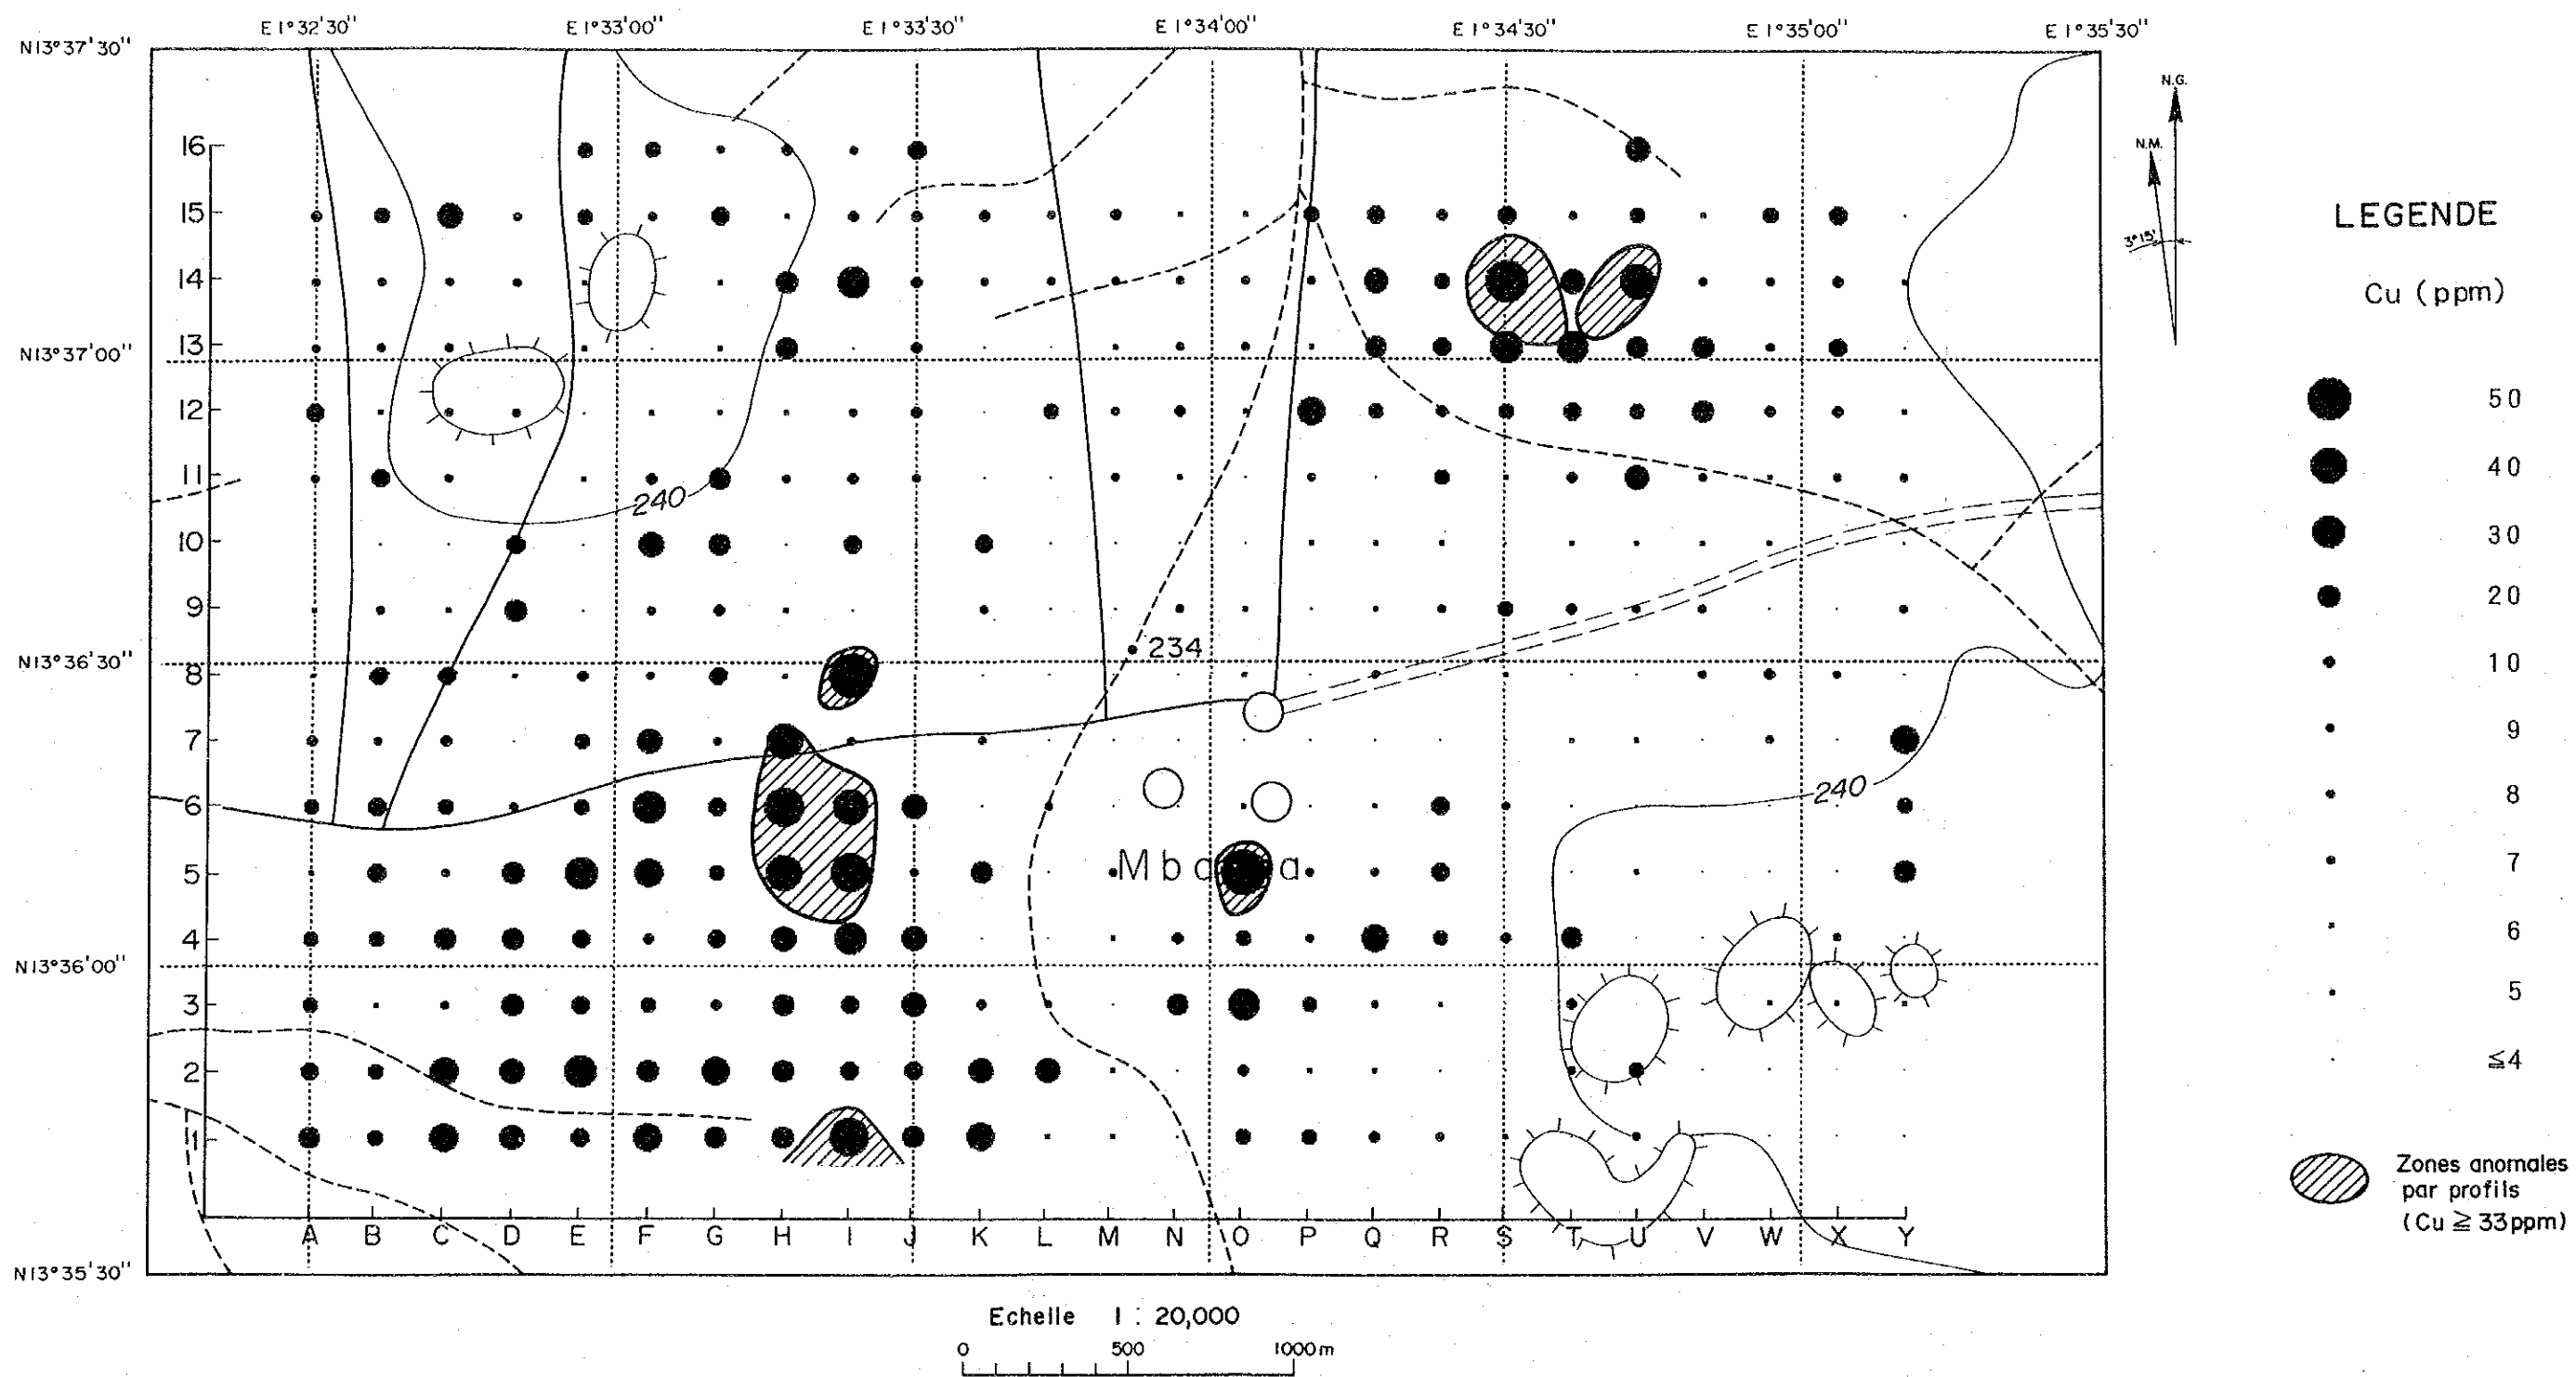 E 1°32'30" E 1°33'00" E 1°33'30" E 1°34'00" E 1°34'30" E 1°35'00" E 1°35'30"
N13°37'30"
N.G.
N.M.
3°15'
16
15
14
13
N13°37'00"
12
11
240
10
9
N13°36'30"
234
8
7
6
240
5
4
N13°36'00"
3
2
1
A B C D E F G H I J K L M N O P Q R S T U V W X Y
N13°35'30"
Echelle 1 : 20,000
0 500 1000m
LEGENDE
Cu (ppm)
50
40
30
20
10
9
8
7
6
5
≦4
Zones anomales
par profils
(Cu ≧ 33ppm)